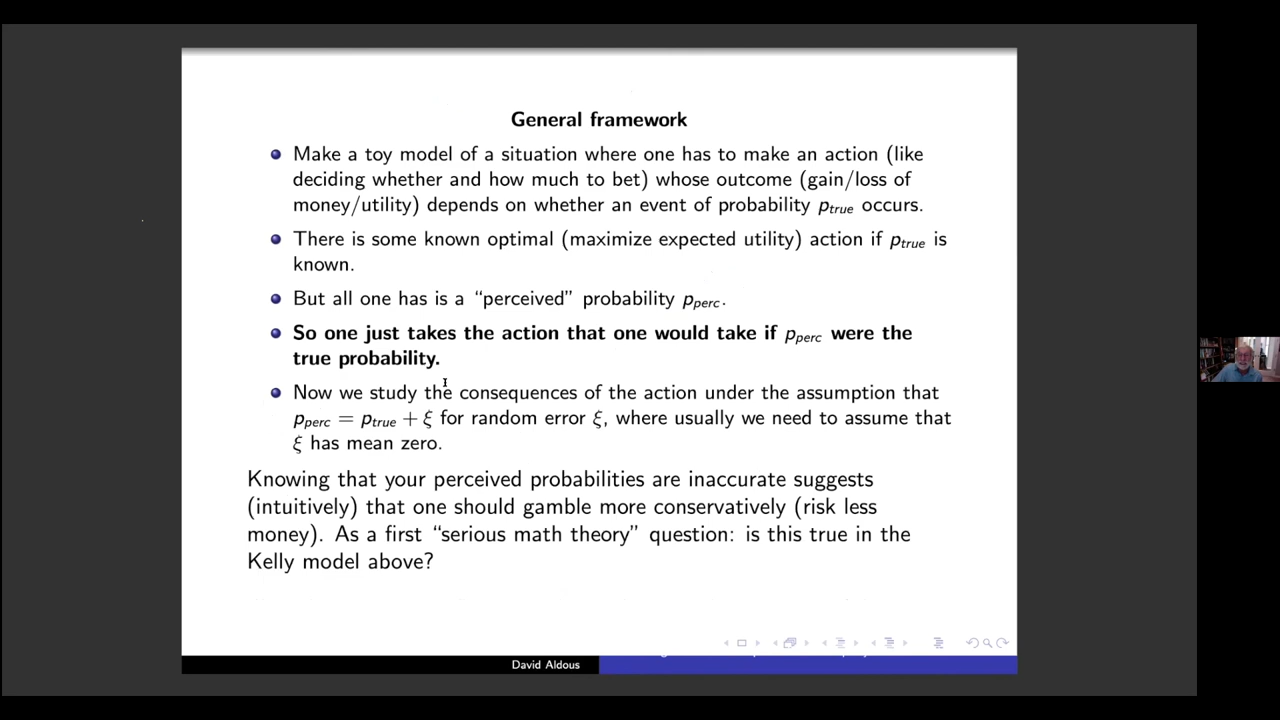 General framework
Make a toy model of a situation where one has to make an action (like
deciding whether and how much to bet) whose outcome (gain/loss of
money/utility) depends on whether an event of probability p_true occurs.
There is some known optimal (maximize expected utility) action if p_true is
known.
But all one has is a “perceived” probability p_perc.
So one just takes the action that one would take if p_perc were the
true probability.
Now we study the consequences of the action under the assumption that
p_perc = p_true + ξ for random error ξ, where usually we need to assume that
ξ has mean zero.
Knowing that your perceived probabilities are inaccurate suggests
(intuitively) that one should gamble more conservatively (risk less
money). As a first “serious math theory” question: is this true in the
Kelly model above?
David Aldous